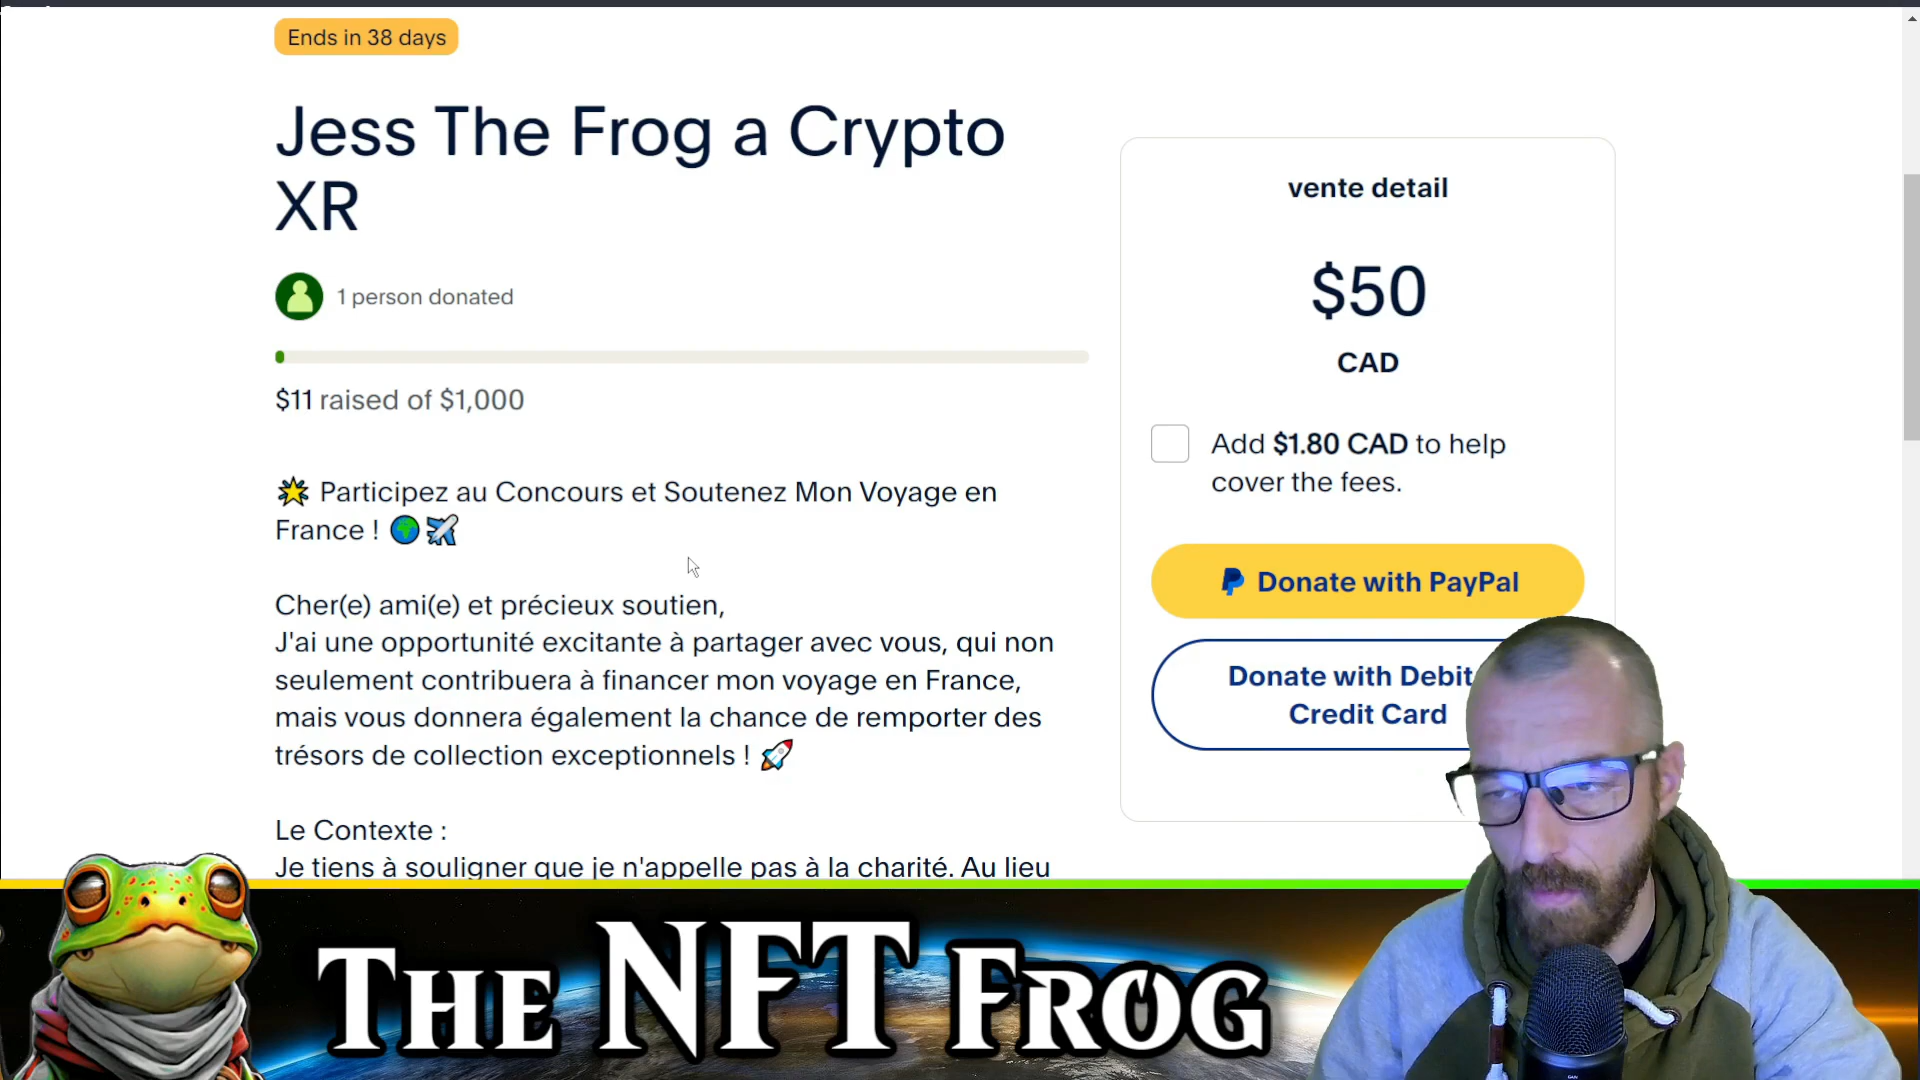 Ends in 38 days
Jess The Frog a Crypto
XR
1 person donated
$11 raised of $1,000
🌟 Participez au Concours et Soutenez Mon Voyage en
France ! 🌍✈️
Cher(e) ami(e) et précieux soutien,
J'ai une opportunité excitante à partager avec vous, qui non
seulement contribuera à financer mon voyage en France,
mais vous donnera également la chance de remporter des
trésors de collection exceptionnels ! 🚀
Le Contexte :
Je tiens à souligner que je n'appelle pas à la charité. Au lieu
vente detail
$50
CAD
Add $1.80 CAD to help
cover the fees.
Donate with PayPal
Donate with Debit
Credit Card
The NFT Frog